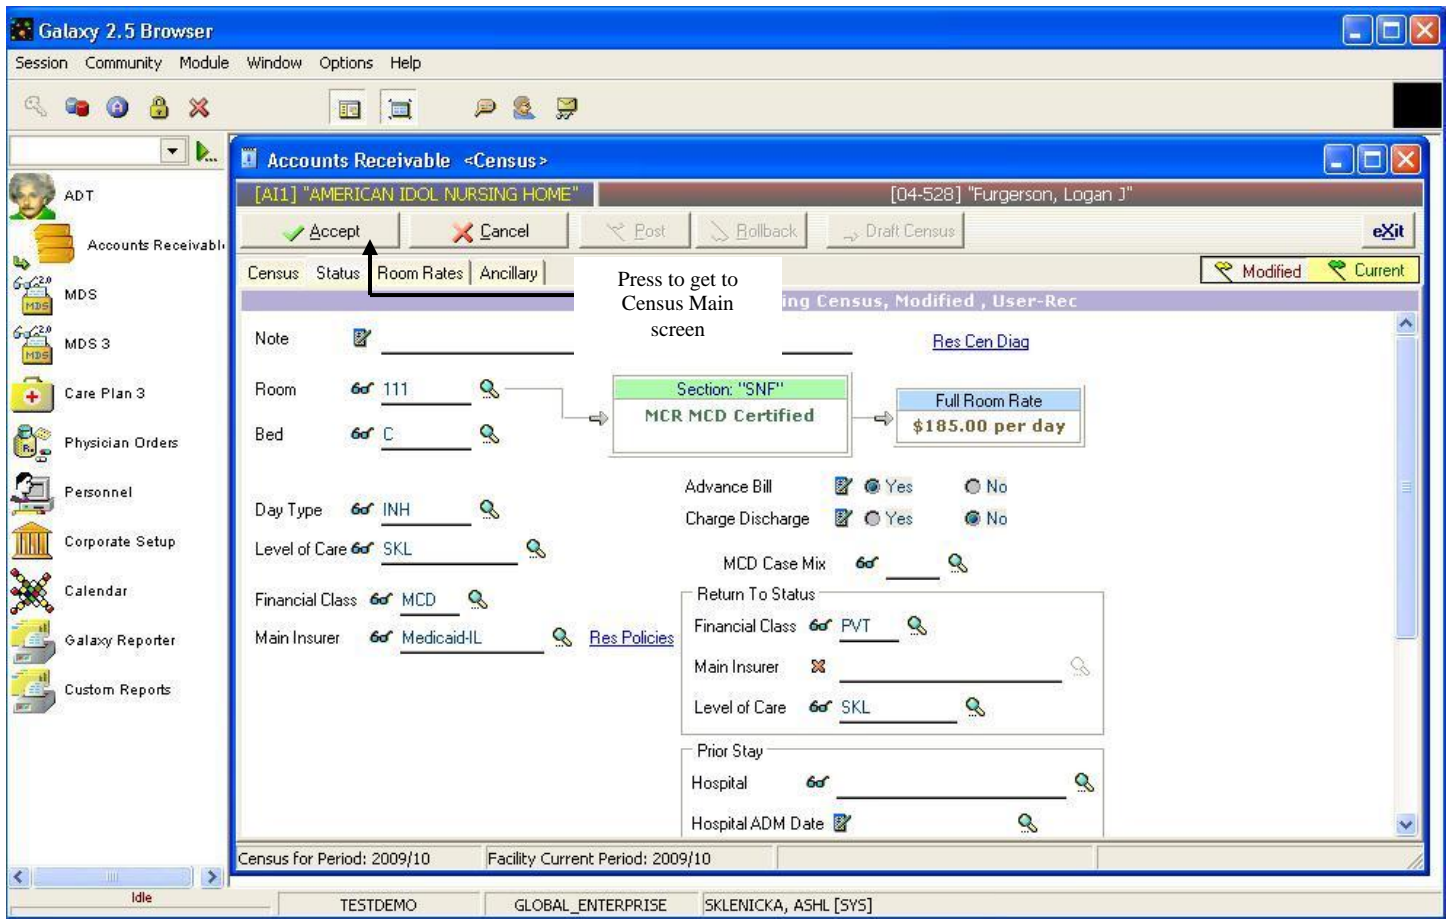 Galaxy 2.5 Browser
Session Community Module Window Options Help
Accounts Receivable <Census>
[AI1] "AMERICAN IDOL NURSING HOME" [04-528] "Furgerson, Logan J"
Accept Cancel Post Rollback Draft Census eXit
Census Status Room Rates Ancillary Modified Current
Press to get to
Census Main
screen
ing Census, Modified , User-Rec
Note Res Cen Diag
Room 111 Section: "SNF" Full Room Rate
MCR MCD Certified $185.00 per day
Bed C
Advance Bill Yes No
Day Type INH Charge Discharge Yes No
Level of Care SKL MCD Case Mix
Return To Status
Financial Class MCD Financial Class PVT
Main Insurer Medicaid-IL Res Policies
Main Insurer
Level of Care SKL
Prior Stay
Hospital
Hospital ADM Date
ADT
Accounts Receivabl
MDS
MDS 3
Care Plan 3
Physician Orders
Personnel
Corporate Setup
Calendar
Galaxy Reporter
Custom Reports
Census for Period: 2009/10 Facility Current Period: 2009/10
Idle TESTDEMO GLOBAL_ENTERPRISE SKLENICKA, ASHL [SYS]